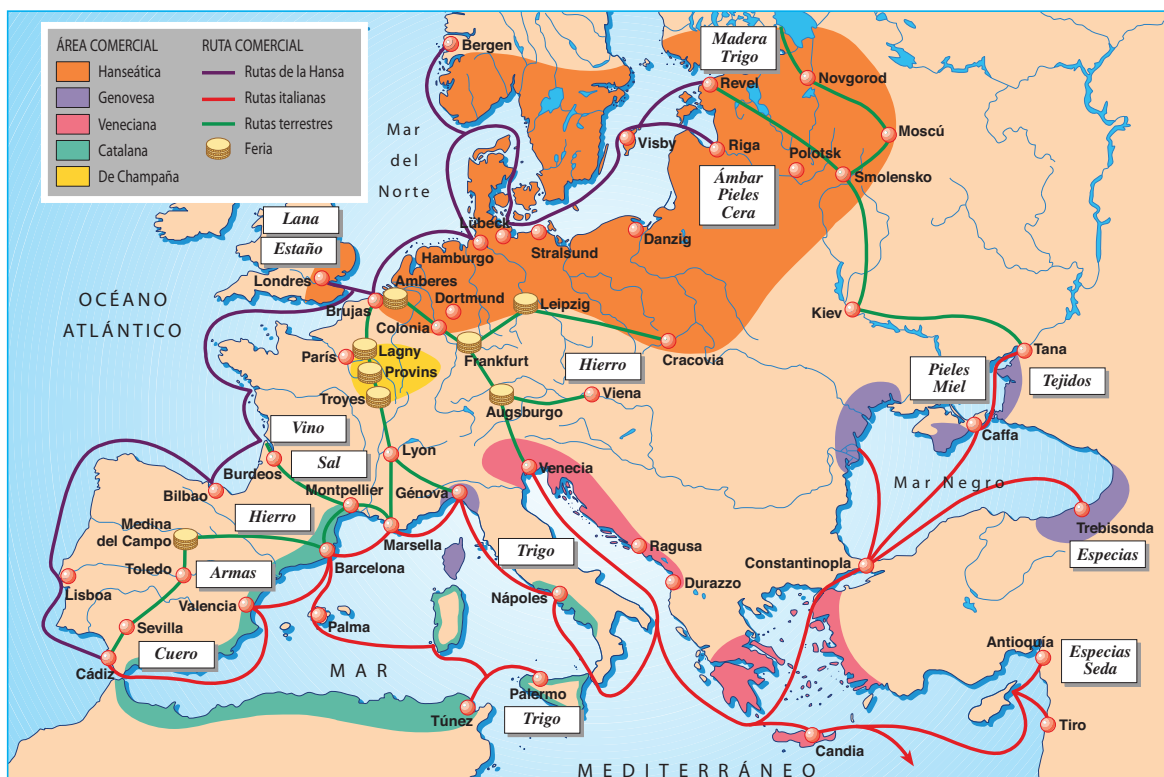 ÁREA COMERCIAL
Hanseática
Genovesa
Veneciana
Catalana
De Champaña
RUTA COMERCIAL
Rutas de la Hansa
Rutas italianas
Rutas terrestres
Feria
Bergen
Madera
Trigo
Novgorod
Revel
Moscú
Mar
del
Norte
Visby
Riga
Polotsk
Smolensko
Ámbar
Pieles
Cera
Lana
Estaño
Lübeck
Danzig
Stralsund
Hamburgo
Londres
OCÉANO
ATLÁNTICO
Amberes
Brujas
Dortmund
Leipzig
Colonia
Kiev
París
Lagny
Frankfurt
Cracovia
Tana
Provins
Hierro
Pieles
Miel
Tejidos
Troyes
Augsburgo
Viena
Caffa
Vino
Lyon
Sal
Venecia
Burdeos
Mar Negro
Bilbao
Montpellier
Génova
Hierro
Trebisonda
Medina
del Campo
Marsella
Trigo
Ragusa
Especias
Barcelona
Constantinopla
Toledo
Armas
Durazzo
Lisboa
Valencia
Nápoles
Sevilla
Palma
Antioquía
Cuero
Especias
Seda
Cádiz
MAR
Palermo
Túnez
Trigo
Tiro
Candia
MEDITERRÁNEO